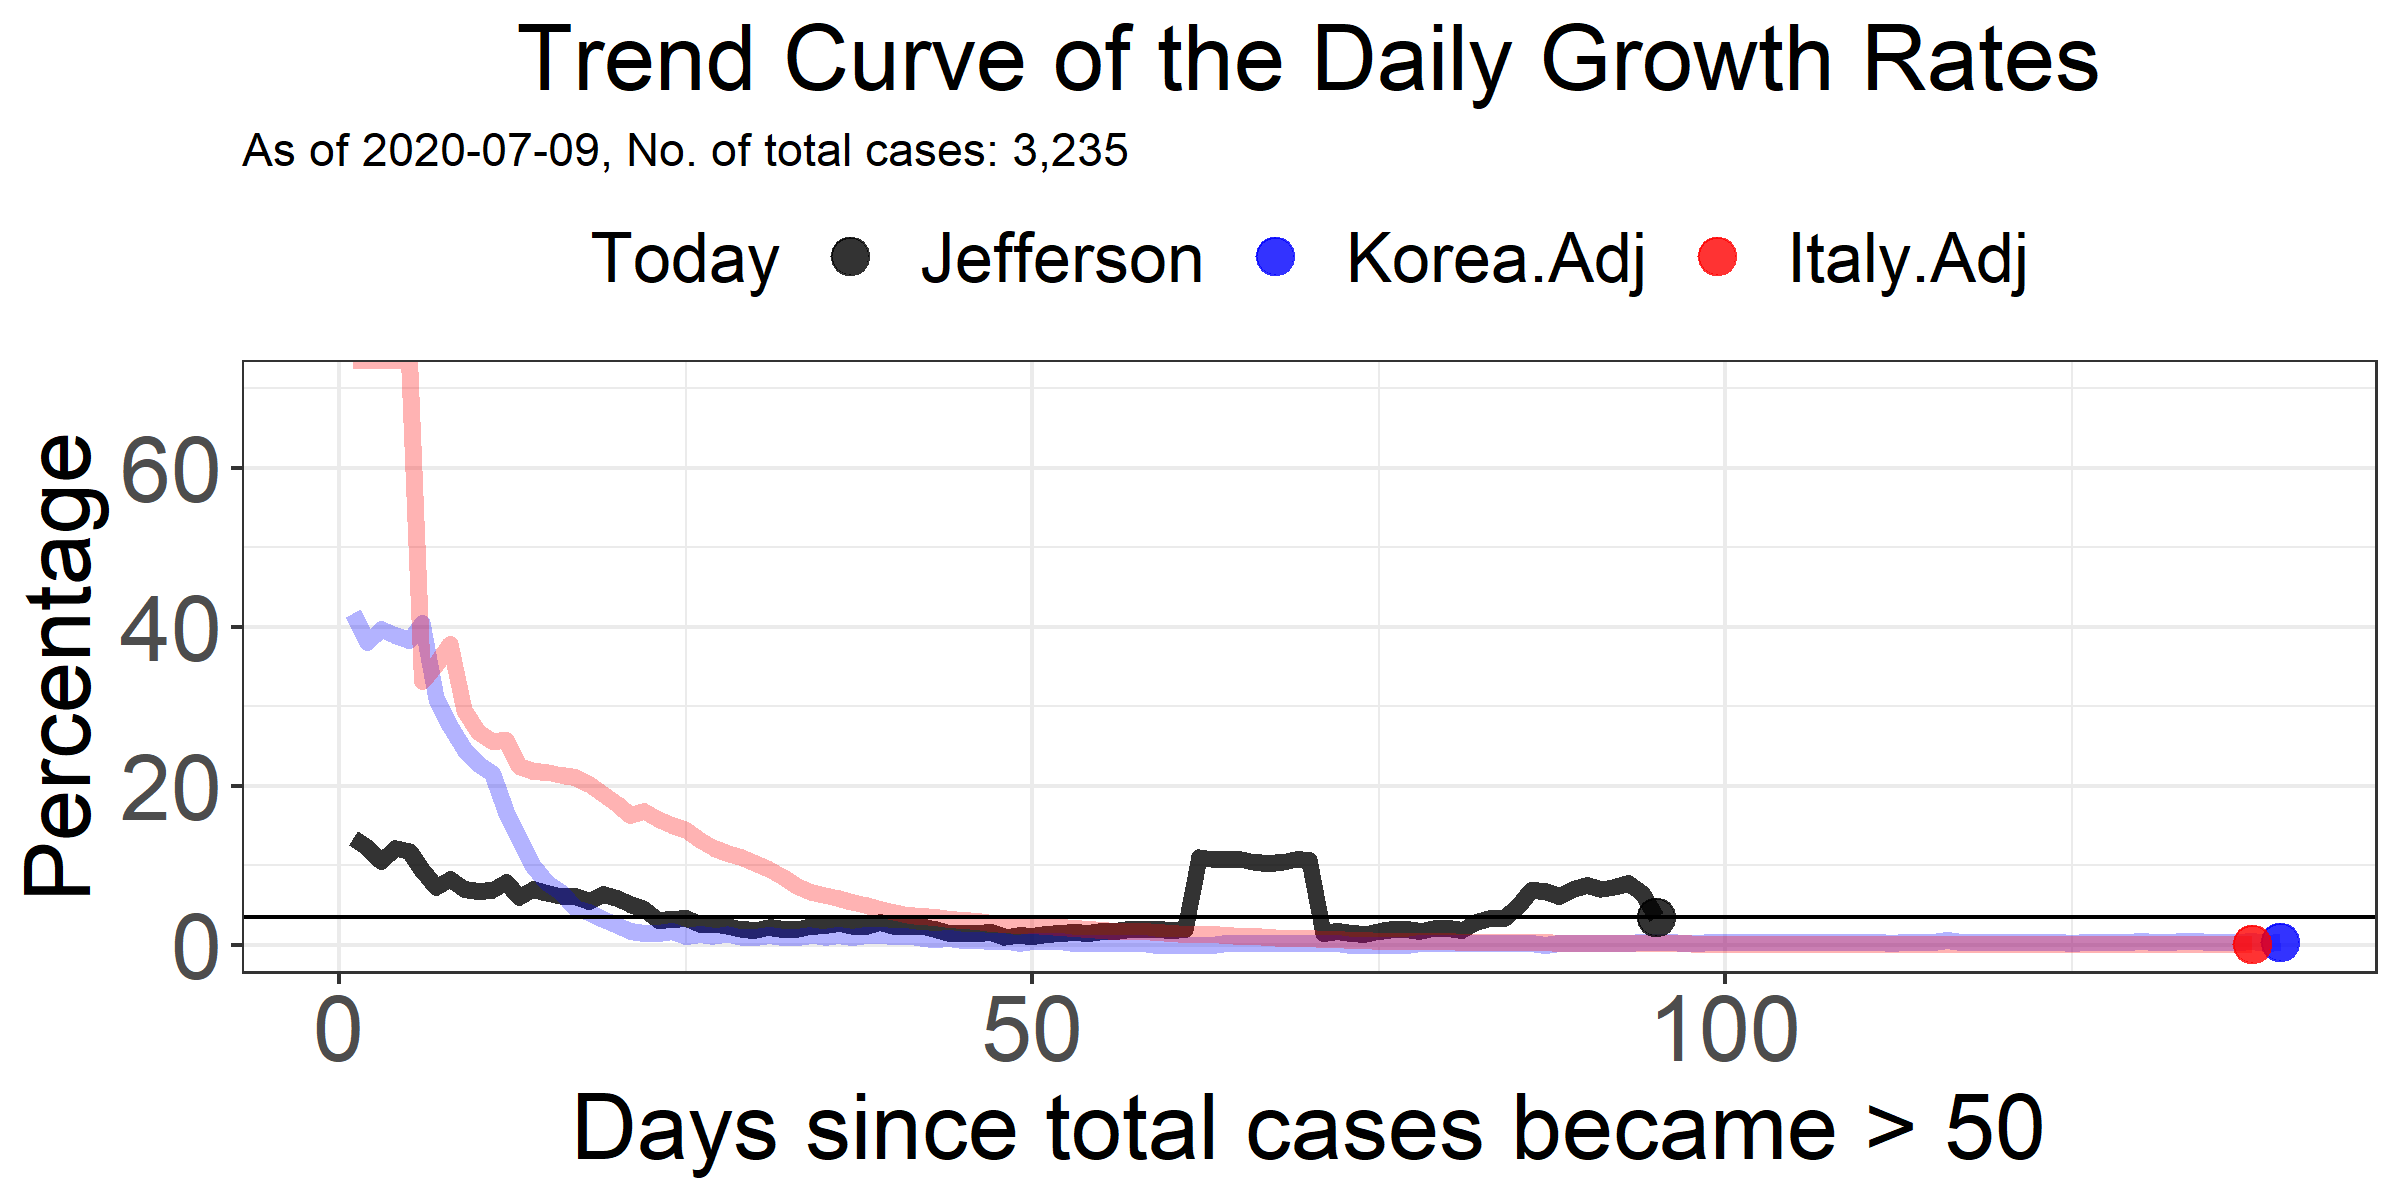 Trend Curve of the Daily Growth Rates
As of 2020-07-09, No. of total cases: 3,235
Today Jefferson Korea.Adj Italy.Adj
Percentage
60
40
20
0
0 50 100
Days since total cases became > 50